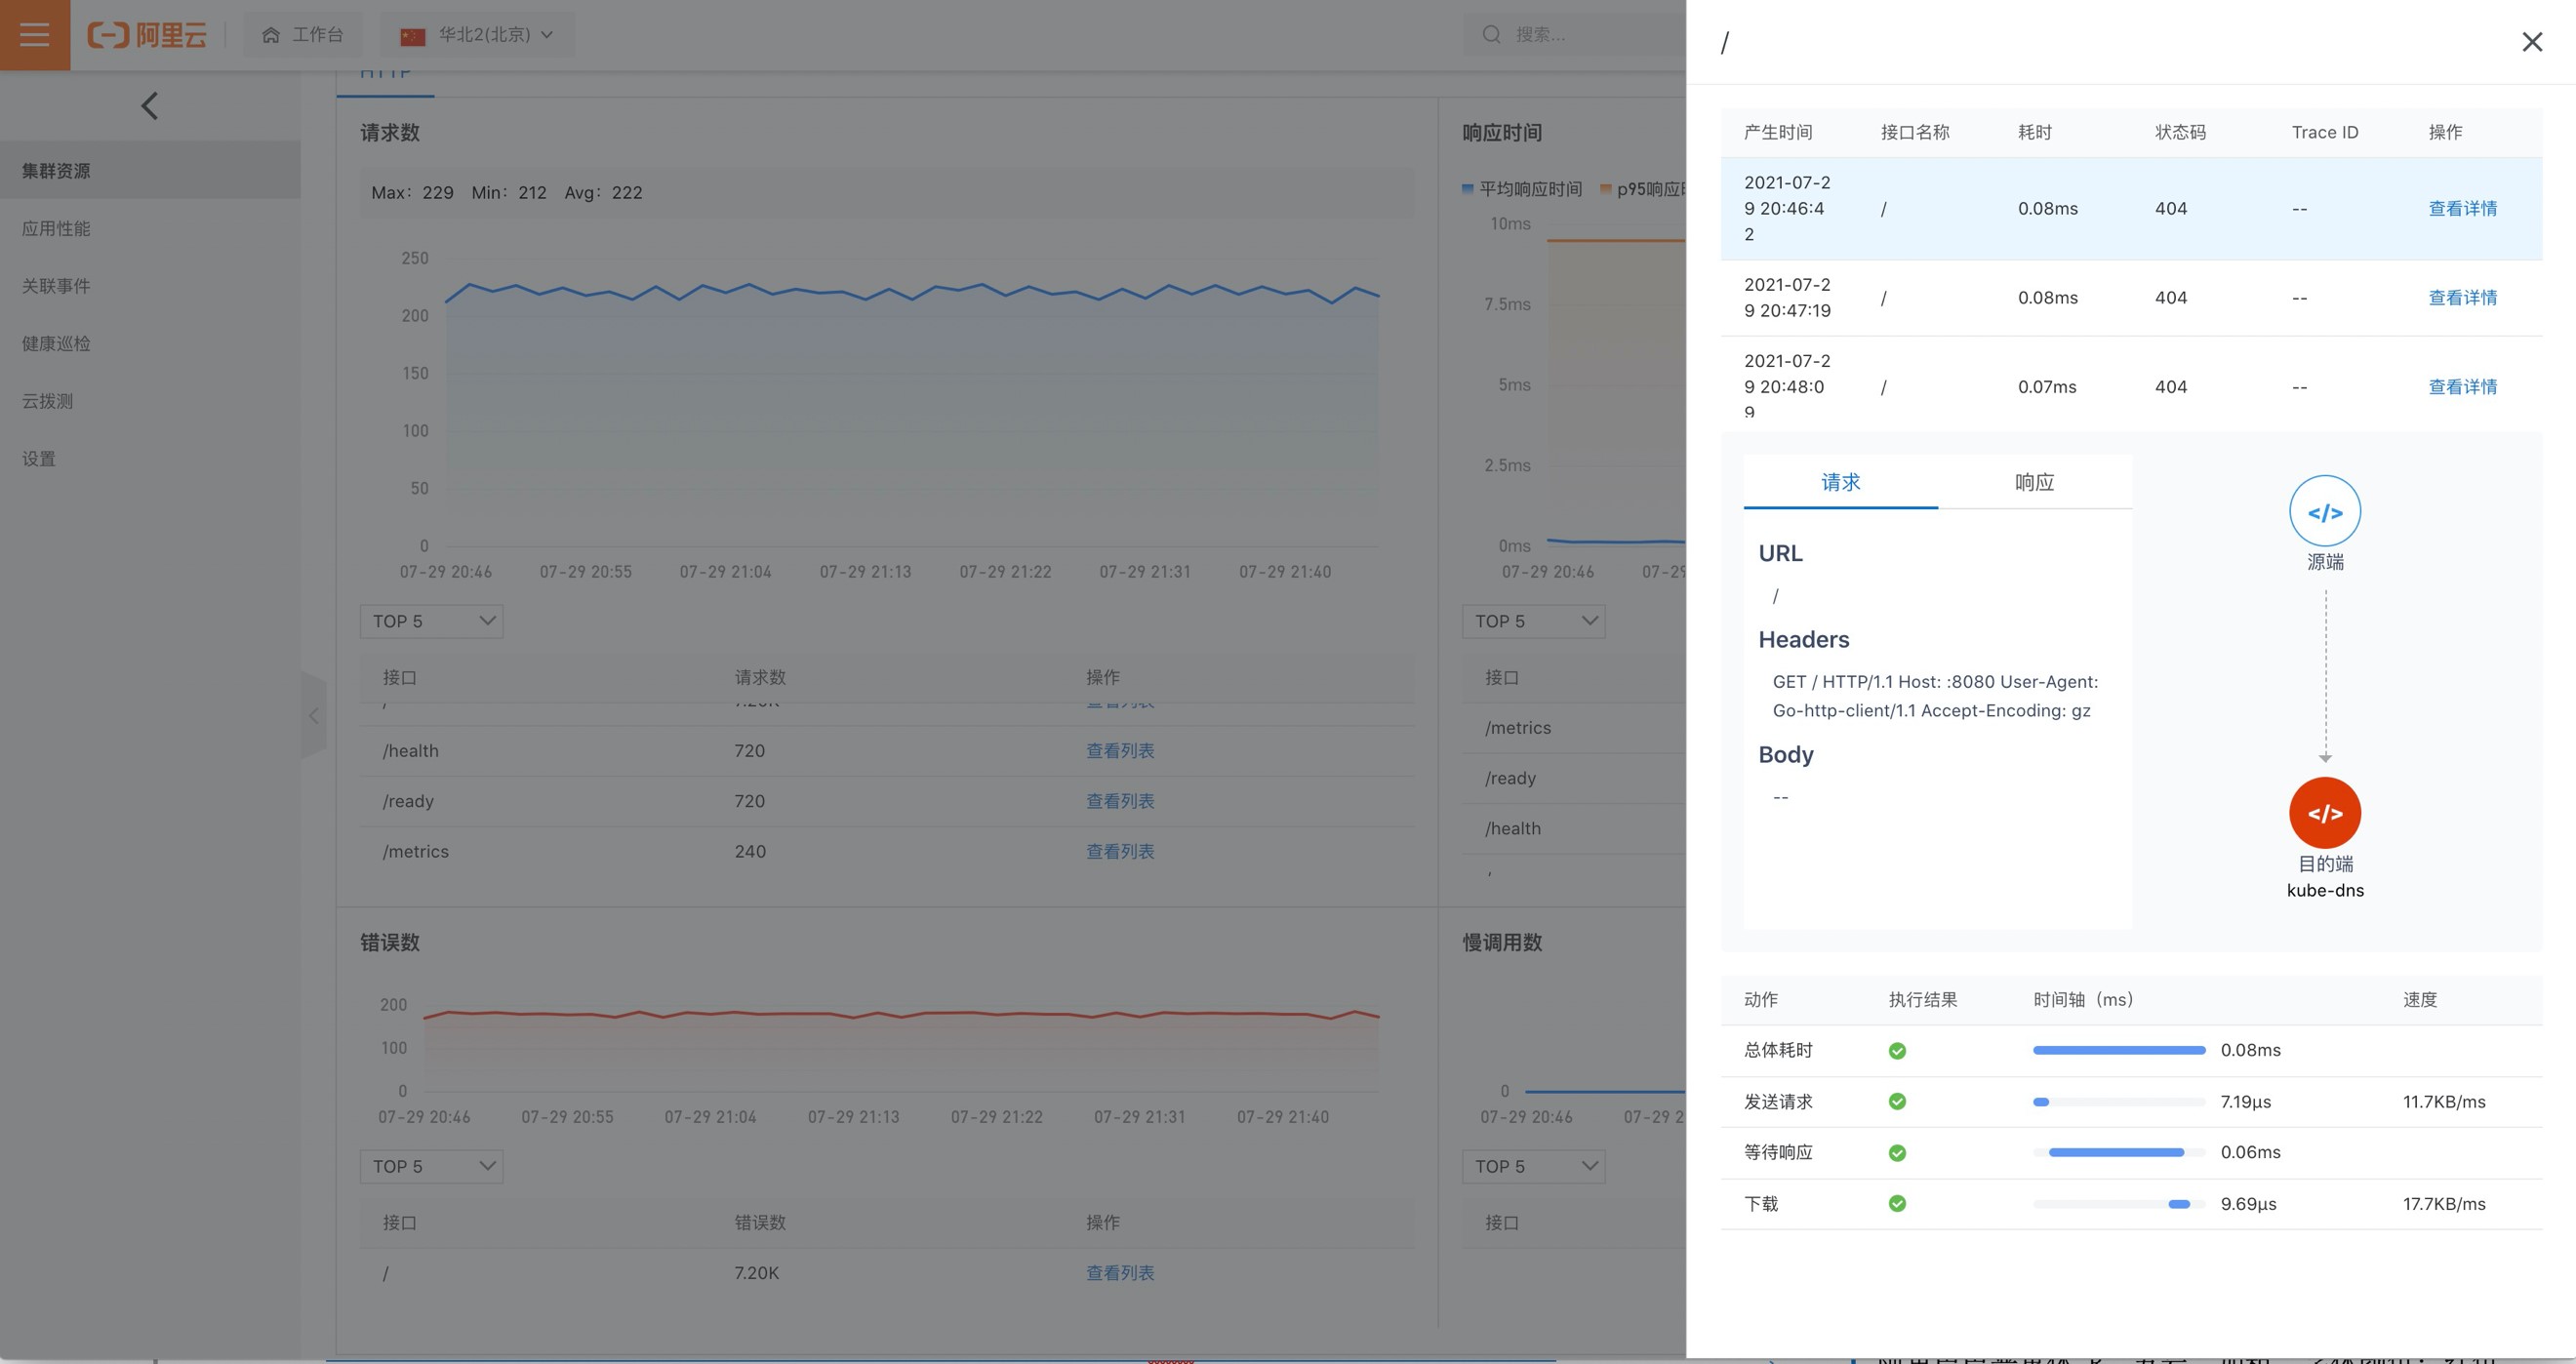 阿里云
工作台
华北2(北京)
搜索...
HTTP
集群资源
应用性能
关联事件
健康巡检
云拨测
设置
请求数
Max：229 Min：212 Avg：222
250
200
150
100
50
0
07-29 20:46 07-29 20:55 07-29 21:04 07-29 21:13 07-29 21:22 07-29 21:31 07-29 21:40
TOP 5
接口 请求数 操作
/ 7.20K 查看列表
/health 720 查看列表
/ready 720 查看列表
/metrics 240 查看列表
响应时间
平均响应时间 p95响应
10ms
7.5ms
5ms
2.5ms
0ms
07-29 20:46 07-29
TOP 5
接口
/metrics
/ready
/health
错误数
200
100
0
07-29 20:46 07-29 20:55 07-29 21:04 07-29 21:13 07-29 21:22 07-29 21:31 07-29 21:40
TOP 5
接口 错误数 操作
/ 7.20K 查看列表
慢调用数
0
07-29 20:46 07-29 2
TOP 5
接口
/
产生时间 接口名称 耗时 状态码 Trace ID 操作
2021-07-2
9 20:46:4 / 0.08ms 404 -- 查看详情
2
2021-07-2
9 20:47:19 / 0.08ms 404 -- 查看详情
2021-07-2
9 20:48:0 / 0.07ms 404 -- 查看详情
9
请求 响应
URL
/
Headers
GET / HTTP/1.1 Host: :8080 User-Agent:
Go-http-client/1.1 Accept-Encoding: gz
Body
--
</>
源端
</>
目的端
kube-dns
动作 执行结果 时间轴（ms） 速度
总体耗时 0.08ms
发送请求 7.19μs 11.7KB/ms
等待响应 0.06ms
下载 9.69μs 17.7KB/ms